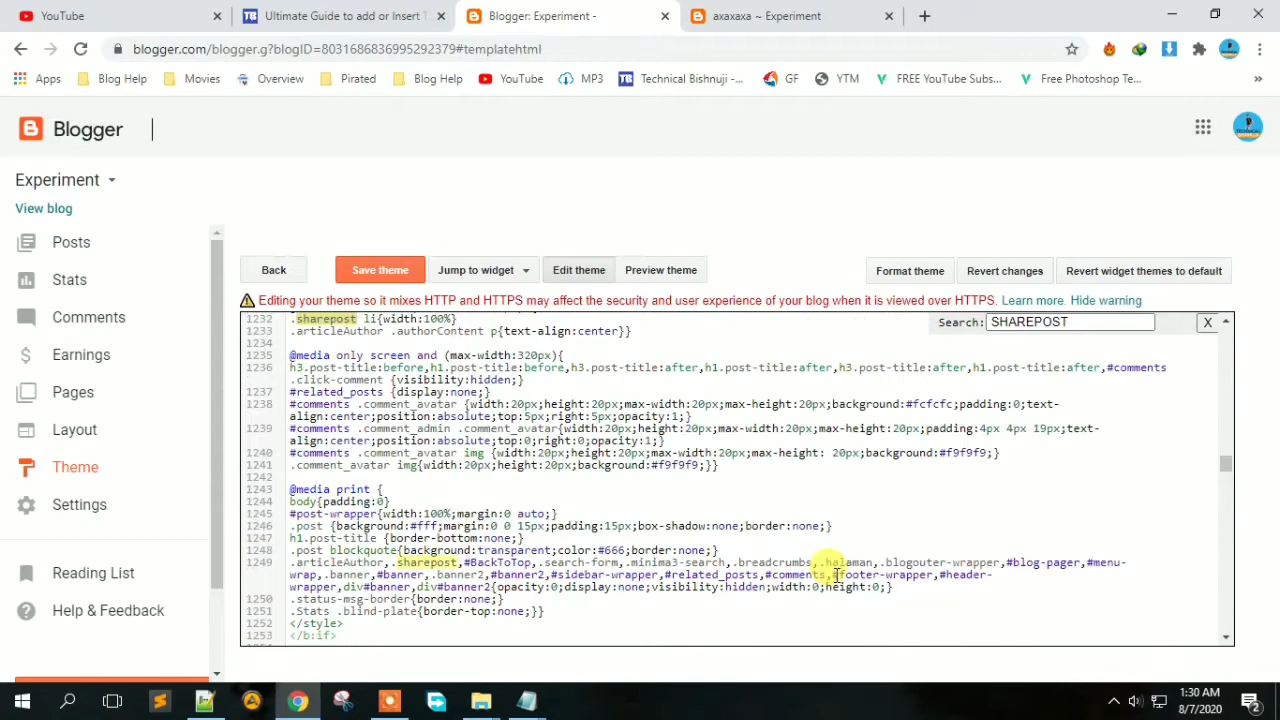 YouTube
Ultimate Guide to add or Insert T
Blogger: Experiment -
axaxaxa ~ Experiment
blogger.com/blogger.g?blogID=8031686836995292379#templatehtml
Apps
Blog Help
Movies
Overview
Pirated
Blog Help
YouTube
MP3
Technical Bishnuji -...
GF
YTM
FREE YouTube Subs...
Free Photoshop Te...
»
Blogger
Experiment
View blog
Posts
Stats
Comments
Earnings
Pages
Layout
Theme
Settings
Reading List
Help & Feedback
Back
Save theme
Jump to widget
Edit theme
Preview theme
Format theme
Revert changes
Revert widget themes to default
Editing your theme so it mixes HTTP and HTTPS may affect the security and user experience of your blog when it is viewed over HTTPS. Learn more. Hide warning
Search: SHAREPOST
X
1232 .sharepost li{width:100%}
1233 .articleAuthor .authorContent p{text-align:center}}
1234
1235 @media only screen and (max-width:320px){
1236 h3.post-title:before,h1.post-title:before,h3.post-title:after,h1.post-title:after,h3.post-title:after,h1.post-title:after,#comments
.click-comment {visibility:hidden;}
1237 #related_posts {display:none;}
1238 #comments .comment_avatar {width:20px;height:20px;max-width:20px;max-height:20px;background:#fcfcfc;padding:0;text-
align:center;position:absolute;top:5px;right:5px;opacity:1;}
1239 #comments .comment_admin .comment_avatar{width:20px;height:20px;max-width:20px;max-height:20px;padding:4px 4px 19px;text-
align:center;position:absolute;top:0;right:0;opacity:1;}
1240 #comments .comment_avatar img {width:20px;height:20px;max-width:20px;max-height: 20px;background:#f9f9f9;}
1241 .comment_avatar img{width:20px;height:20px;background:#f9f9f9;}}
1242
1243 @media print {
1244 body{padding:0}
1245 #post-wrapper{width:100%;margin:0 auto;}
1246 .post {background:#fff;margin:0 0 15px;padding:15px;box-shadow:none;border:none;}
1247 h1.post-title {border-bottom:none;}
1248 .post blockquote{background:transparent;color:#666;border:none;}
1249 .articleAuthor,.sharepost,#BackToTop,.search-form,.minima3-search,.breadcrumbs,.halaman,.blogouter-wrapper,#blog-pager,#menu-
wrap,.banner,#banner,.banner2,#banner2,#sidebar-wrapper,#related_posts,#comments,#footer-wrapper,#header-
wrapper,div#banner,div#banner2{opacity:0;display:none;visibility:hidden;width:0;height:0;}
1250 .status-msg-border{border:none;}
1251 .Stats .blind-plate{border-top:none;}}
1252 </style>
1253 </b:if>
1:30 AM
8/7/2020
2